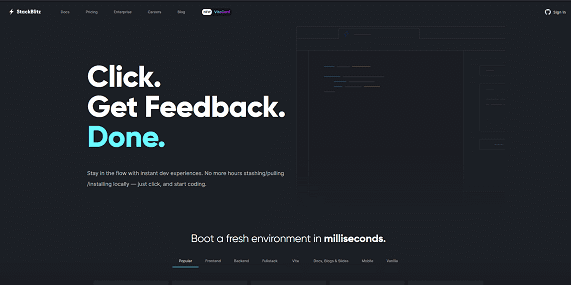 StackBlitz
Docs
Pricing
Enterprise
Careers
Blog
NEW ViteConf
Sign in
Click.
Get Feedback.
Done.
Stay in the flow with instant dev experiences. No more hours stashing/pulling
/installing locally — just click, and start coding.
Boot a fresh environment in milliseconds.
Popular
Frontend
Backend
Fullstack
Vite
Docs, Blogs & Slides
Mobile
Vanilla